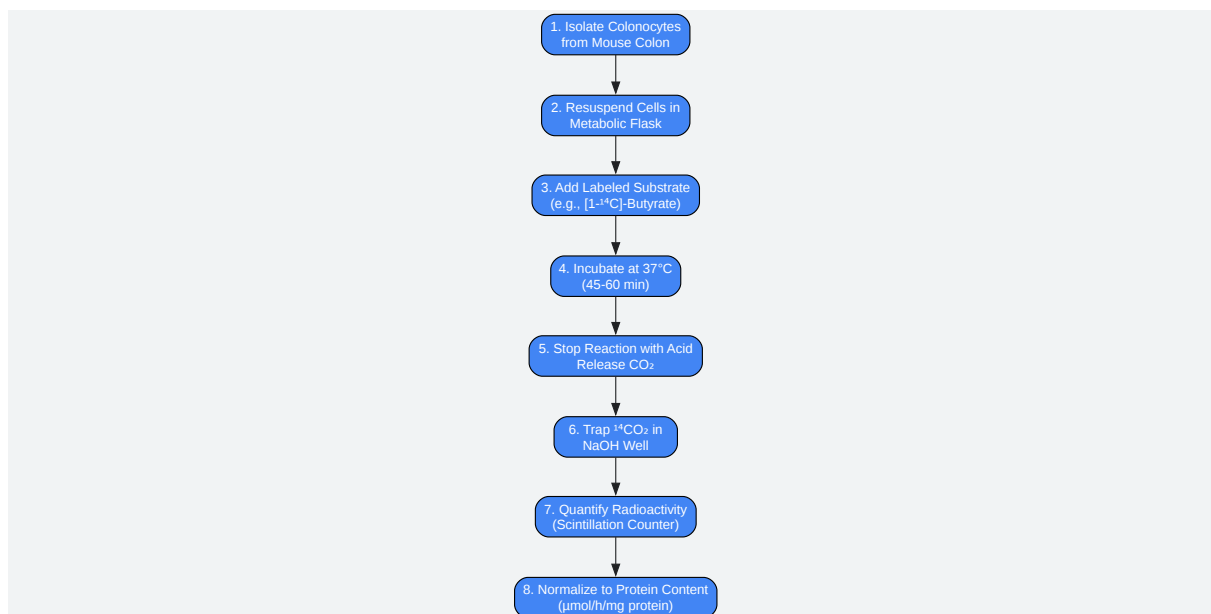 1. Isolate Colonocytes
from Mouse Colon
2. Resuspend Cells in
Metabolic Flask
3. Add Labeled Substrate
(e.g., [1-¹⁴C]-Butyrate)
4. Incubate at 37°C
(45-60 min)
5. Stop Reaction with Acid
Release CO₂
6. Trap ¹⁴CO₂ in
NaOH Well
7. Quantify Radioactivity
(Scintillation Counter)
8. Normalize to Protein Content
(µmol/h/mg protein)